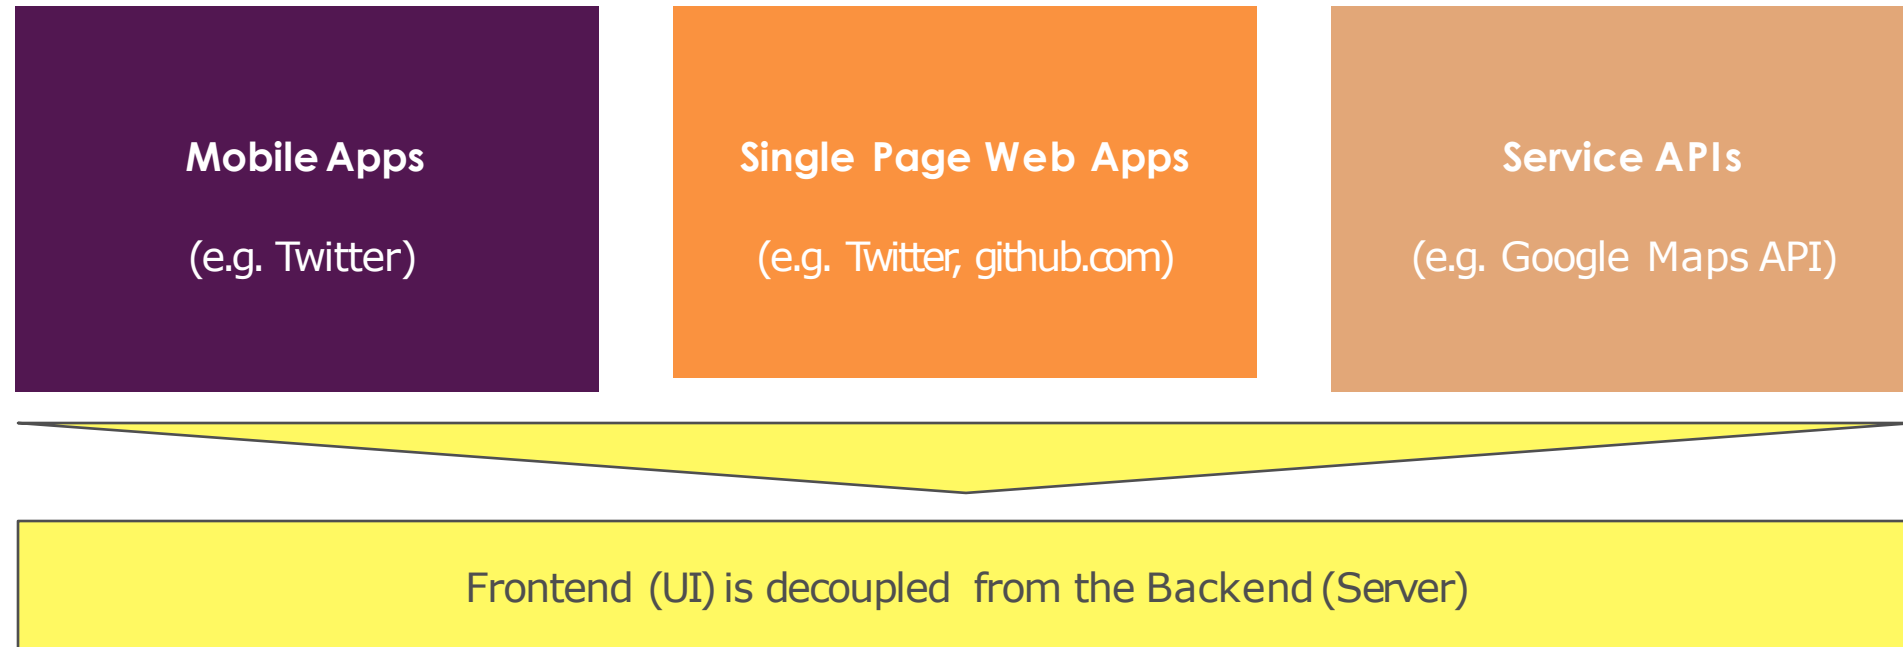 Mobile Apps
(e.g. Twitter)
Single Page Web Apps
(e.g. Twitter, github.com)
Service APIs
(e.g. Google Maps API)
Frontend (UI) is decoupled from the Backend (Server)